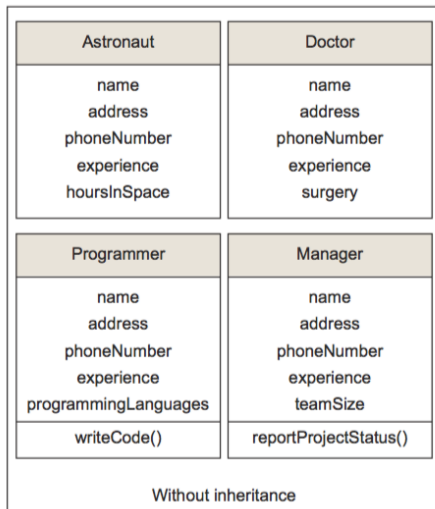 Astronaut
name
address
phoneNumber
experience
hoursInSpace
Doctor
name
address
phoneNumber
experience
surgery
Programmer
name
address
phoneNumber
experience
programmingLanguages
writeCode()
Manager
name
address
phoneNumber
experience
teamSize
reportProjectStatus()
Without inheritance